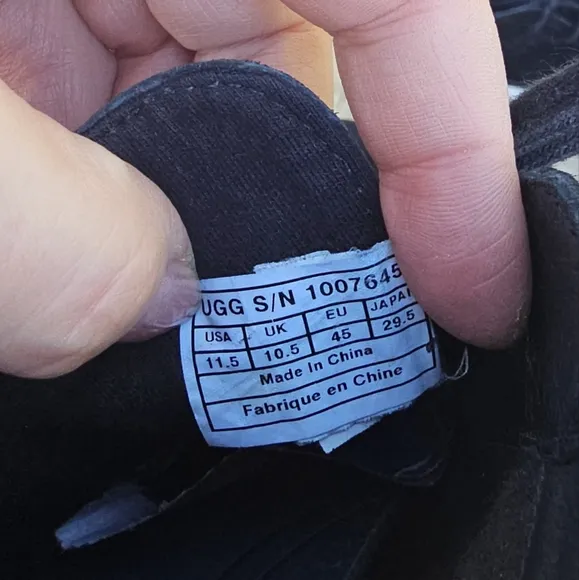 UGG S/N 1007645
USA UK EU JAPAN
11.5 10.5 45 29.5
Made In China
Fabrique en Chine